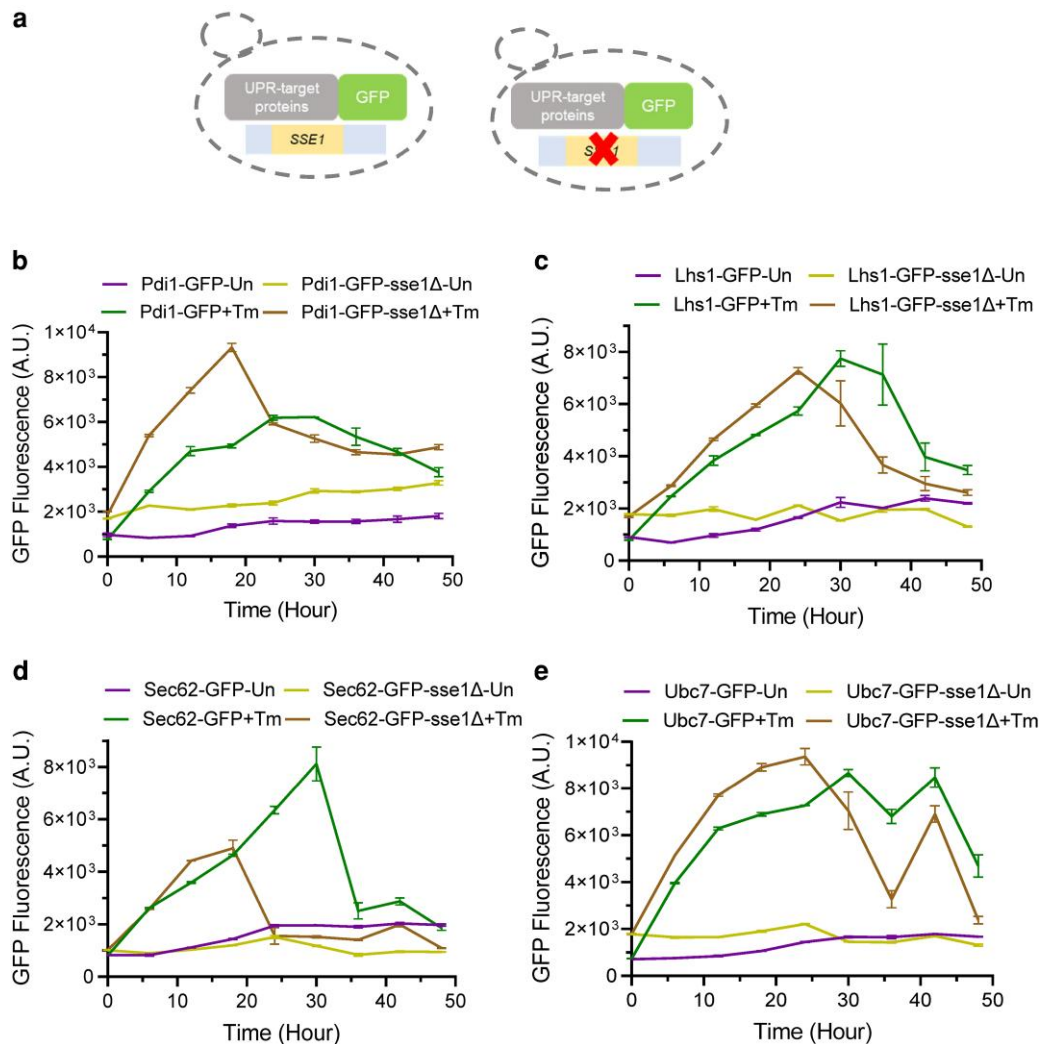 a
UPR-target proteins GFP
SSE1
UPR-target proteins GFP
b
Pdi1-GFP-Un Pdi1-GFP-sse1Δ-Un
Pdi1-GFP+Tm Pdi1-GFP-sse1Δ+Tm
GFP Fluorescence (A.U.)
1×10⁴
8×10³
6×10³
4×10³
2×10³
0
0 10 20 30 40 50
Time (Hour)
c
Lhs1-GFP-Un Lhs1-GFP-sse1Δ-Un
Lhs1-GFP+Tm Lhs1-GFP-sse1Δ+Tm
GFP Fluorescence (A.U.)
8×10³
6×10³
4×10³
2×10³
0
0 10 20 30 40 50
Time (Hour)
d
Sec62-GFP-Un Sec62-GFP-sse1Δ-Un
Sec62-GFP+Tm Sec62-GFP-sse1Δ+Tm
GFP Fluorescence (A.U.)
8×10³
6×10³
4×10³
2×10³
0
0 10 20 30 40 50
Time (Hour)
e
Ubc7-GFP-Un Ubc7-GFP-sse1Δ-Un
Ubc7-GFP+Tm Ubc7-GFP-sse1Δ+Tm
GFP Fluorescence (A.U.)
1×10⁴
8×10³
6×10³
4×10³
2×10³
0
0 10 20 30 40 50
Time (Hour)